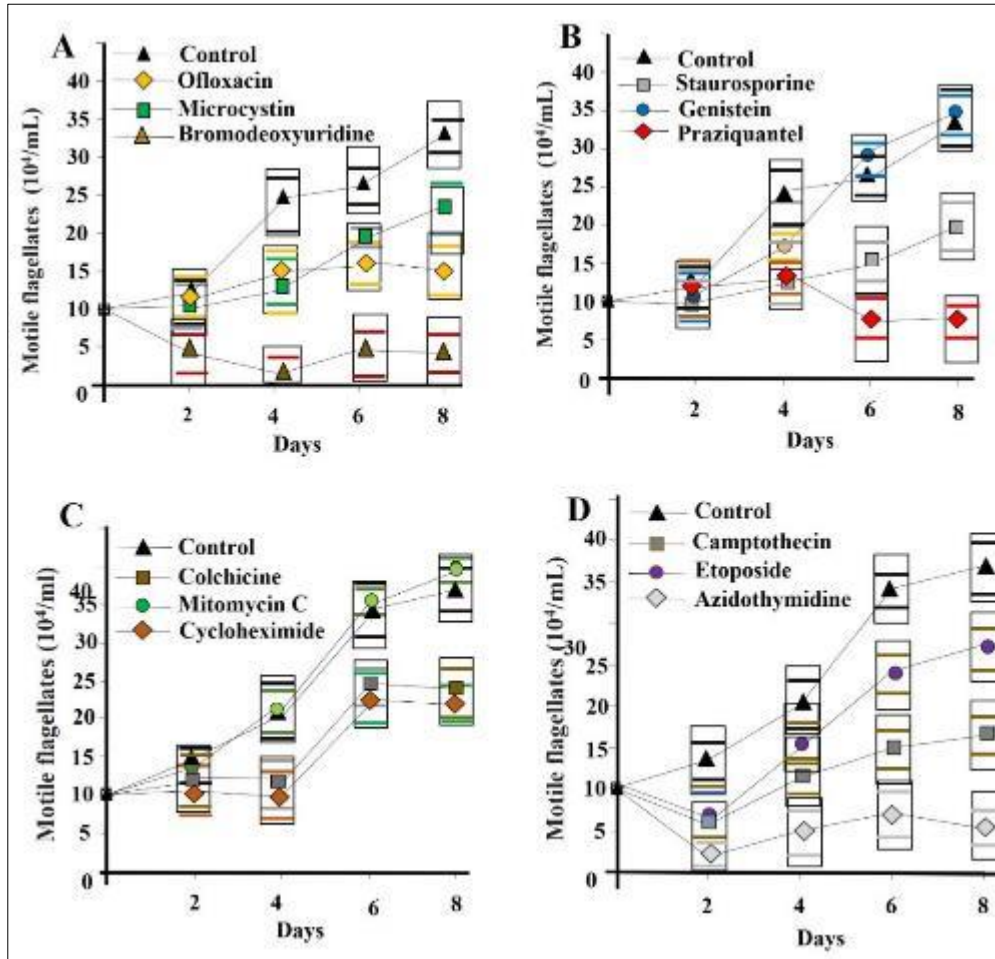 A
Control
Ofloxacin
Microcystin
Bromodeoxyuridine
Motile flagellates (10⁴/mL)
40
35
30
25
20
15
10
5
0
2 4 6 8
Days
B
Control
Staurosporine
Genistein
Praziquantel
Motile flagellates (10⁴/mL)
40
35
30
25
20
15
10
5
0
2 4 6 8
Days
C
Control
Colchicine
Mitomycin C
Cycloheximide
Motile flagellates (10⁴/ml)
40
35
30
25
20
15
10
5
0
2 4 6 8
Days
D
Control
Camptothecin
Etoposide
Azidothymidine
Motile flagellates (10⁴/mL)
40
35
30
25
20
15
10
5
0
2 4 6 8
Days